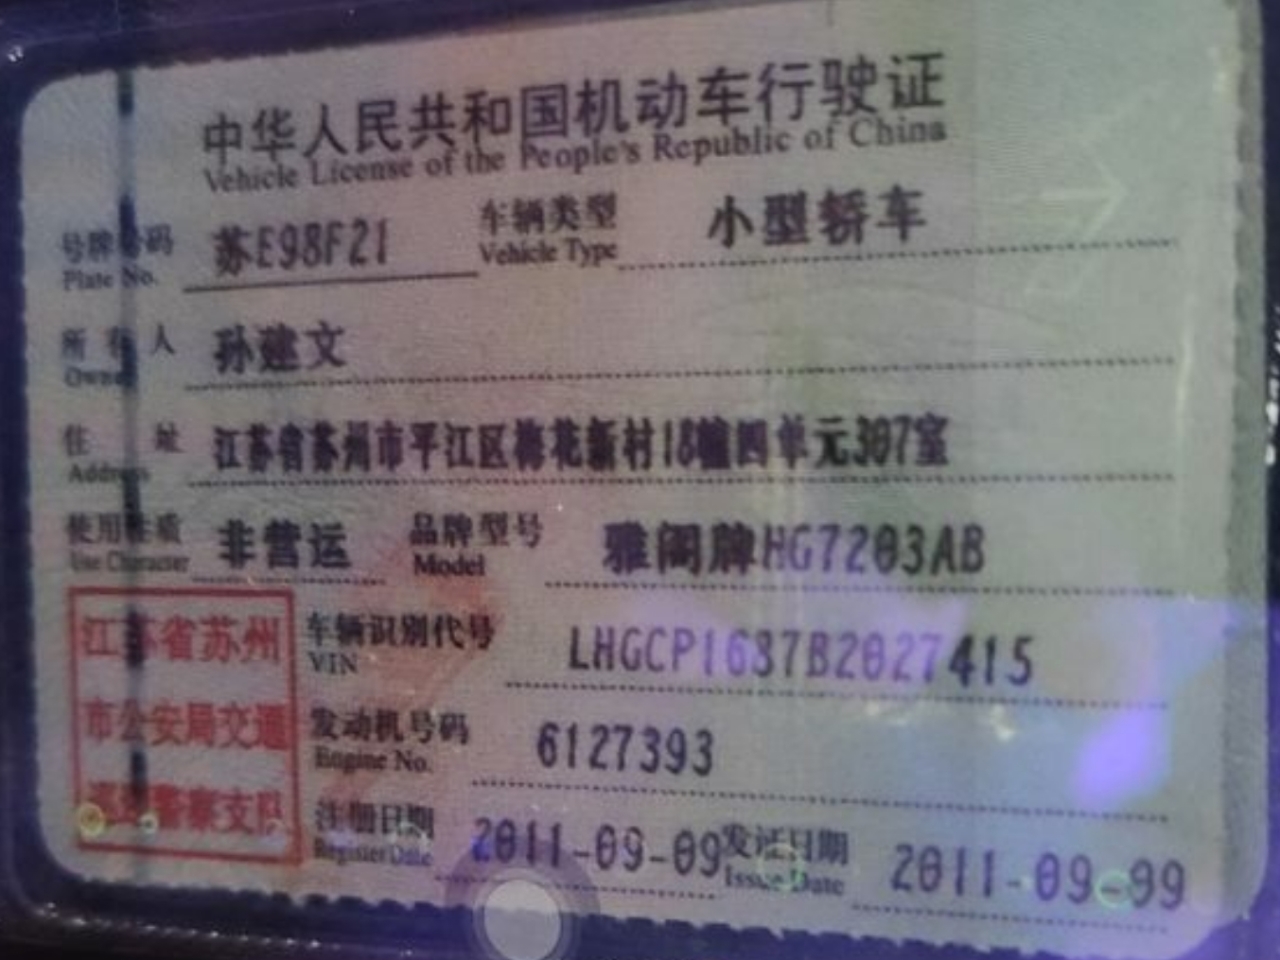 中华人民共和国机动车行驶证
Vehicle License of the People's Republic of China
号牌号码 苏E98F21 车辆类型 小型轿车
Plate No. Vehicle Type
所有人 孙建文
Owner
住址 江苏省苏州市平江区梅花新村18幢四单元307室
Address
使用性质 非营运 品牌型号 雅阁牌HG7203AB
Use Character Model
江苏省苏州
市公安局交通
巡逻警察支队
车辆识别代号 LHGCP1687B2027415
VIN
发动机号码 6127393
Engine No.
注册日期 2011-09-09 发证日期 2011-09-09
Register Date Issue Date